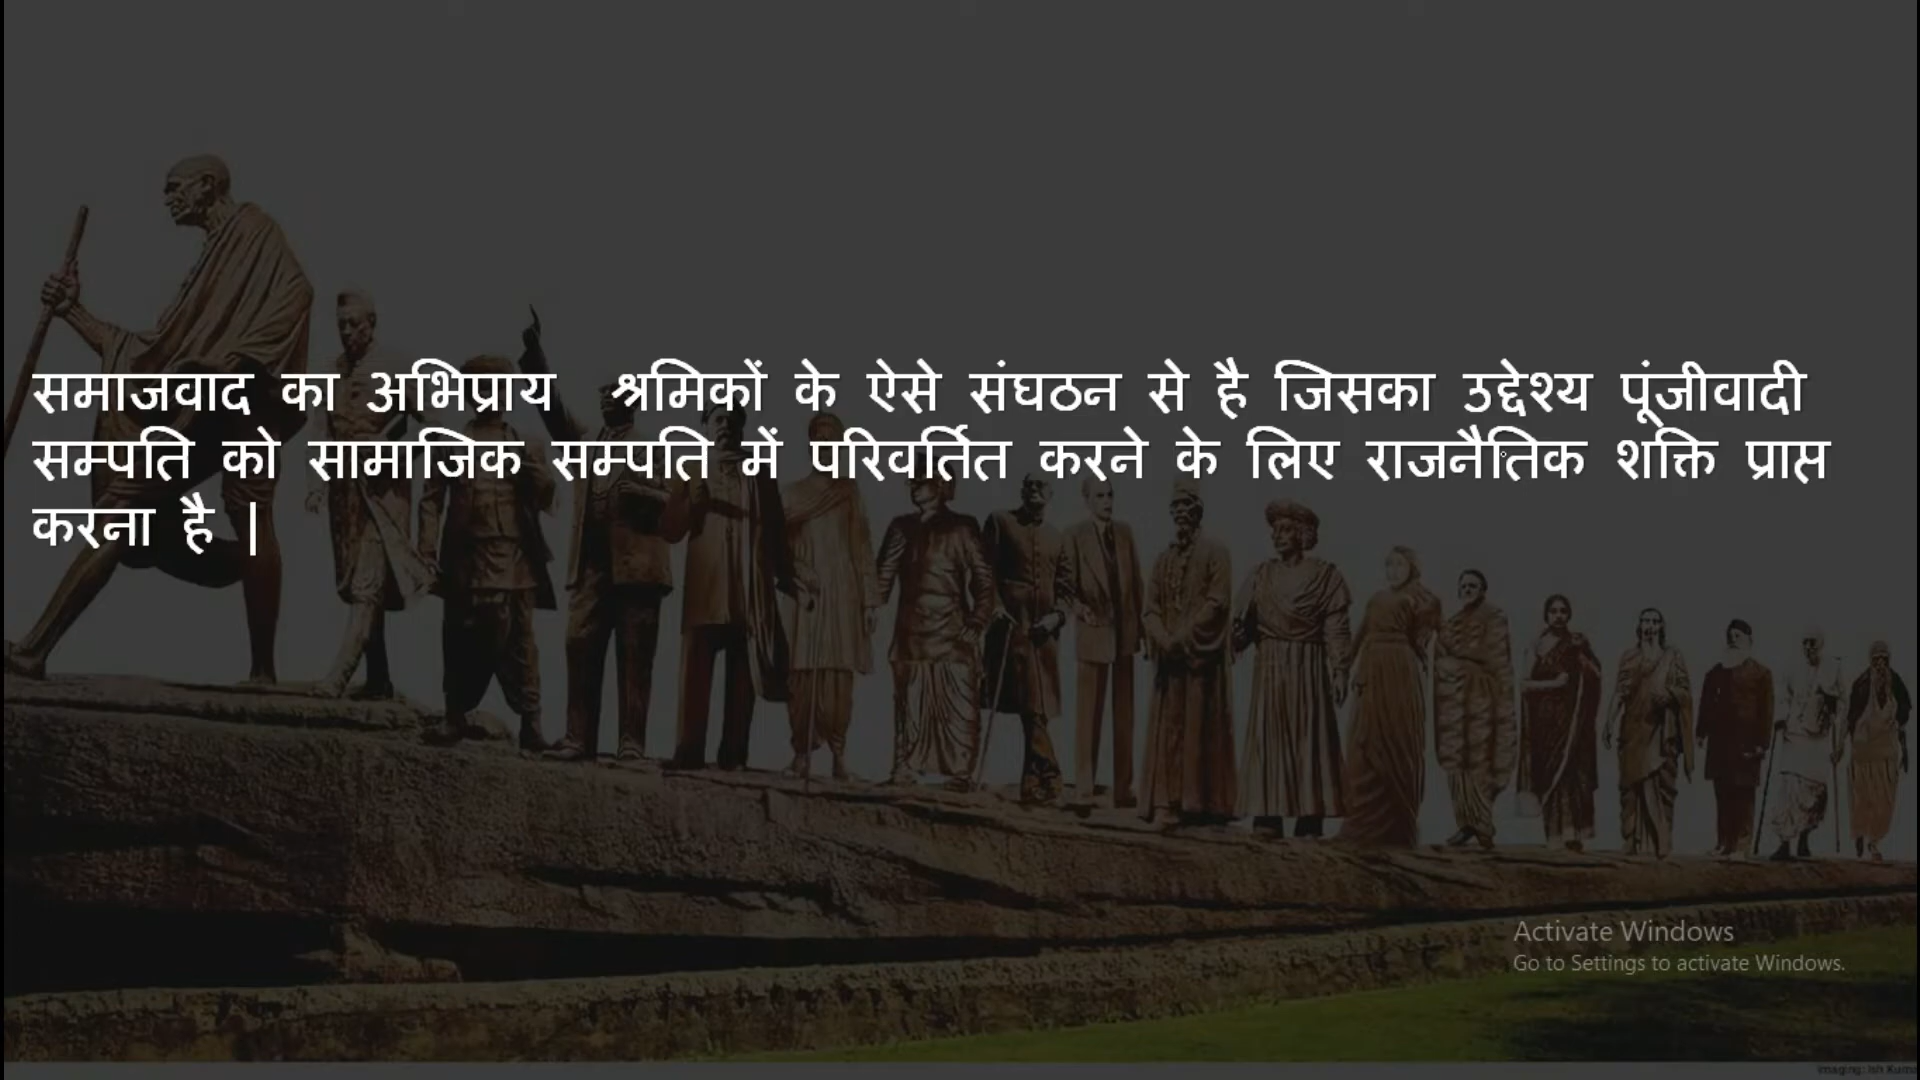 समाजवाद का अभिप्राय श्रमिकों के ऐसे संघठन से है जिसका उद्देश्य पूंजीवादी
सम्पति को सामाजिक सम्पति में परिवर्तित करने के लिए राजनैतिक शक्ति प्राप्त
करना है |
Activate Windows
Go to Settings to activate Windows.